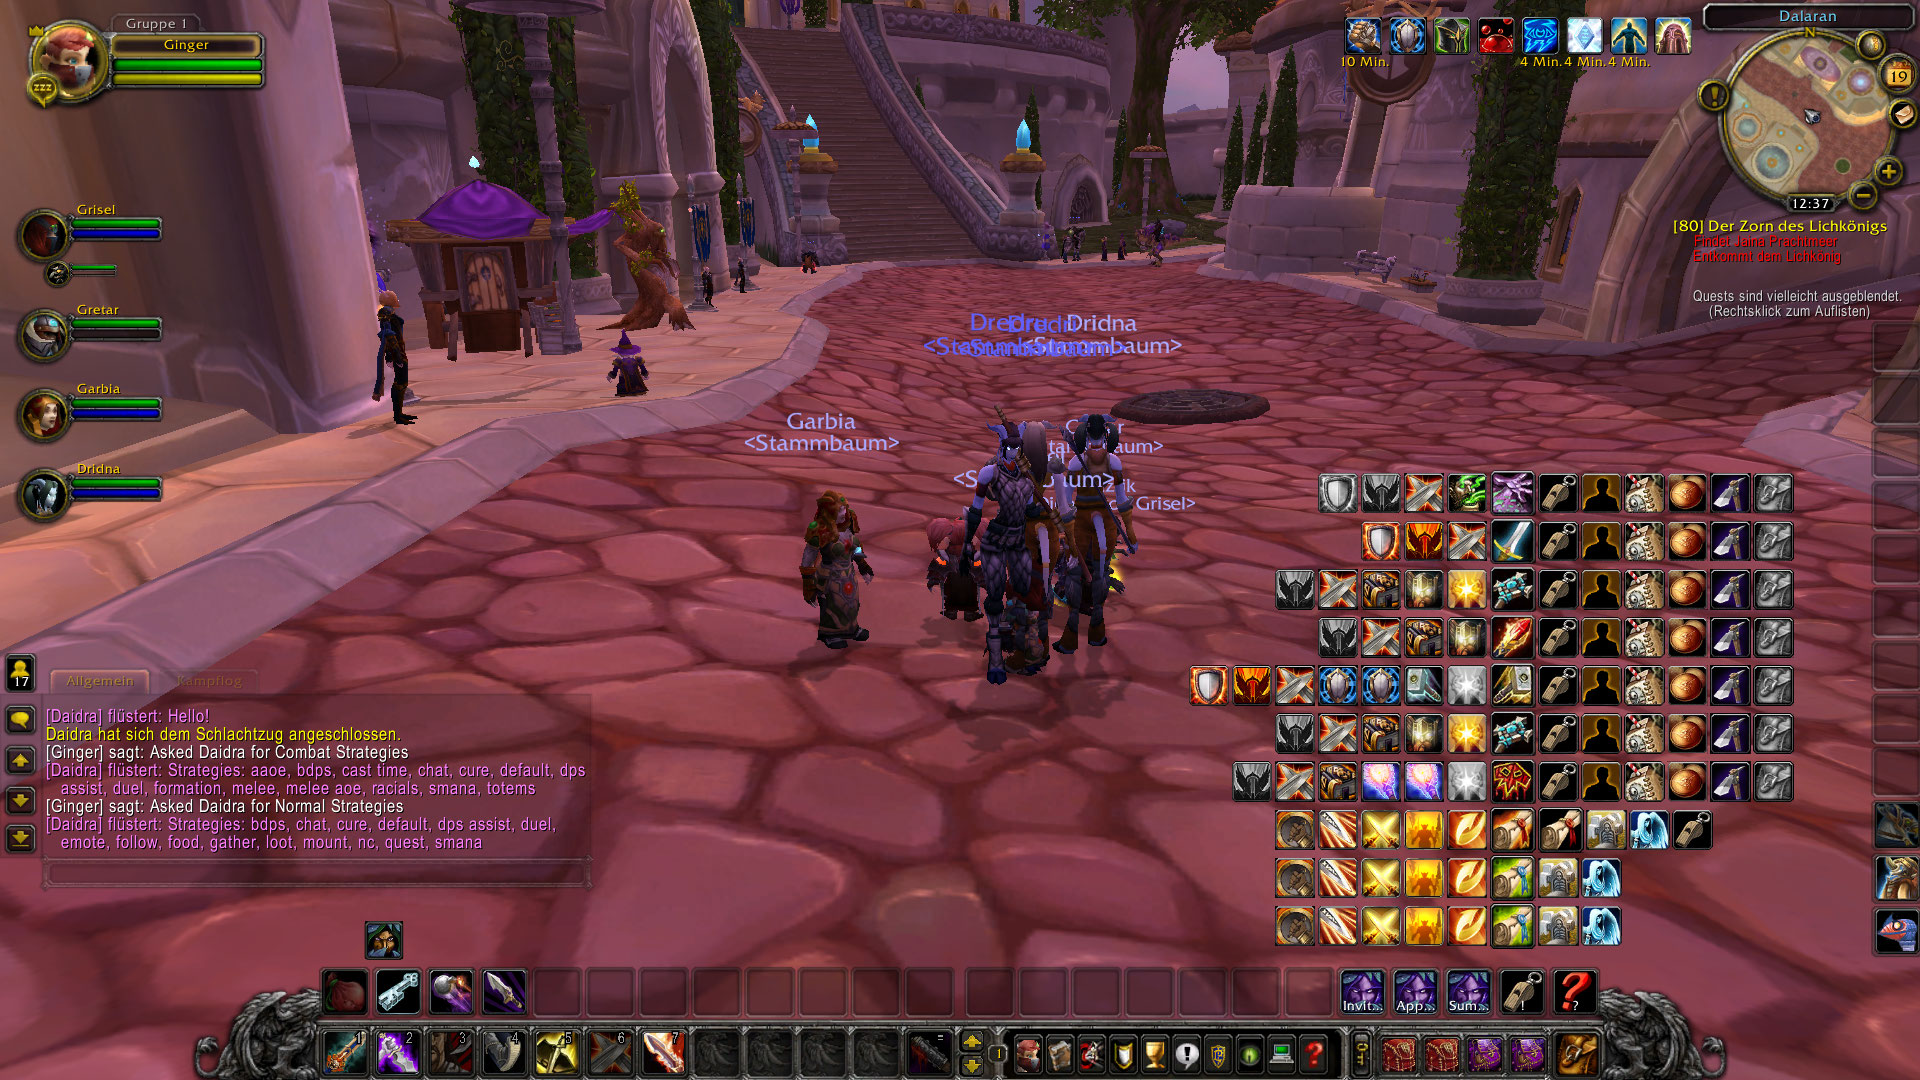 Gruppe 1
Ginger
zzz
Grisel
Gretar
Garbia
Dridna
10 Min.
4 Min. 4 Min. 4 Min.
Dalaran
N
19
12:37
[80] Der Zorn des Lichkönigs
Findet Jaina Prachtmeer
Entkommt dem Lichkönig
Quests sind vielleicht ausgeblendet.
(Rechtsklick zum Auflisten)
Dridna
<Stammbaum>
Garbia
<Stammbaum>
Grisel>
17
Allgemein
Kampflog
[Daidra] flüstert: Hello!
Daidra hat sich dem Schlachtzug angeschlossen.
[Ginger] sagt: Asked Daidra for Combat Strategies
[Daidra] flüstert: Strategies: aaoe, bdps, cast time, chat, cure, default, dps
assist, duel, formation, melee, melee aoe, racials, smana, totems
[Ginger] sagt: Asked Daidra for Normal Strategies
[Daidra] flüstert: Strategies: bdps, chat, cure, default, dps assist, duel,
emote, follow, food, gather, loot, mount, nc, quest, smana
Invit... App... Sum... ! ?
1 2 3 4 5 6 7 =
1